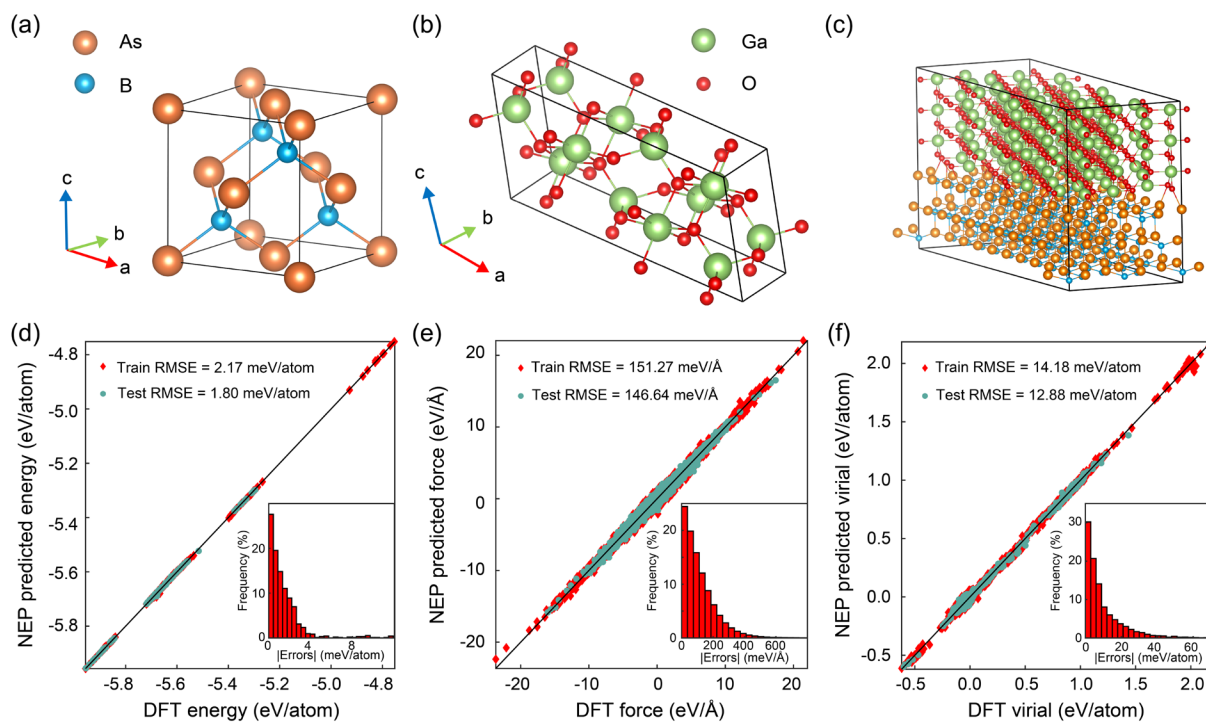 (a)
As
B
c
b
a
(b)
Ga
O
c
b
a
(c)
(d)
NEP predicted energy (eV/atom)
-4.8
-5.0
-5.2
-5.4
-5.6
-5.8
Train RMSE = 2.17 meV/atom
Test RMSE = 1.80 meV/atom
Frequency (%)
20
10
0
0 4 8
|Errors| (meV/atom)
-5.8 -5.6 -5.4 -5.2 -5.0 -4.8
DFT energy (eV/atom)
(e)
NEP predicted force (eV/Å)
20
10
0
-10
-20
Train RMSE = 151.27 meV/Å
Test RMSE = 146.64 meV/Å
Frequency (%)
20
10
0
0 200 400 600
|Errors| (meV/Å)
-20 -10 0 10 20
DFT force (eV/Å)
(f)
NEP predicted virial (eV/atom)
2.0
1.5
1.0
0.5
0.0
-0.5
Train RMSE = 14.18 meV/atom
Test RMSE = 12.88 meV/atom
Frequency (%)
30
20
10
0
0 20 40 60
|Errors| (meV/atom)
-0.5 0.0 0.5 1.0 1.5 2.0
DFT virial (eV/atom)